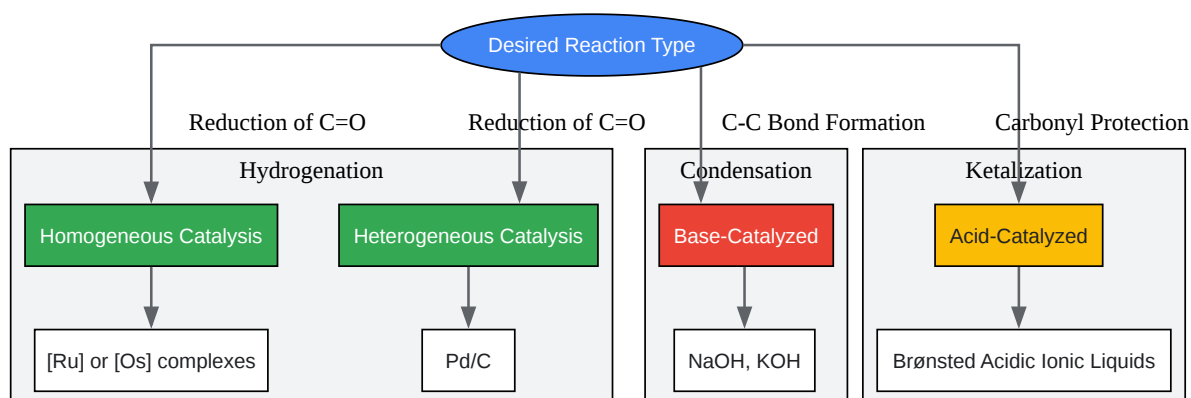 Desired Reaction Type
Reduction of C=O
Reduction of C=O
C-C Bond Formation
Carbonyl Protection
Hydrogenation
Condensation
Ketalization
Homogeneous Catalysis
Heterogeneous Catalysis
Base-Catalyzed
Acid-Catalyzed
[Ru] or [Os] complexes
Pd/C
NaOH, KOH
Brønsted Acidic Ionic Liquids